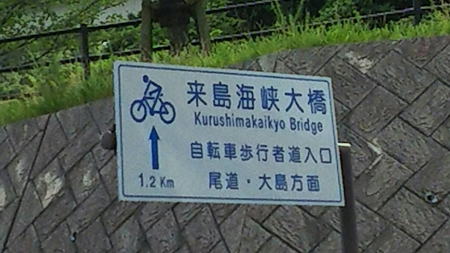 来島海峡大橋
Kurushimakaikyo Bridge
自転車歩行者道入口
1.2 Km
尾道・大島方面